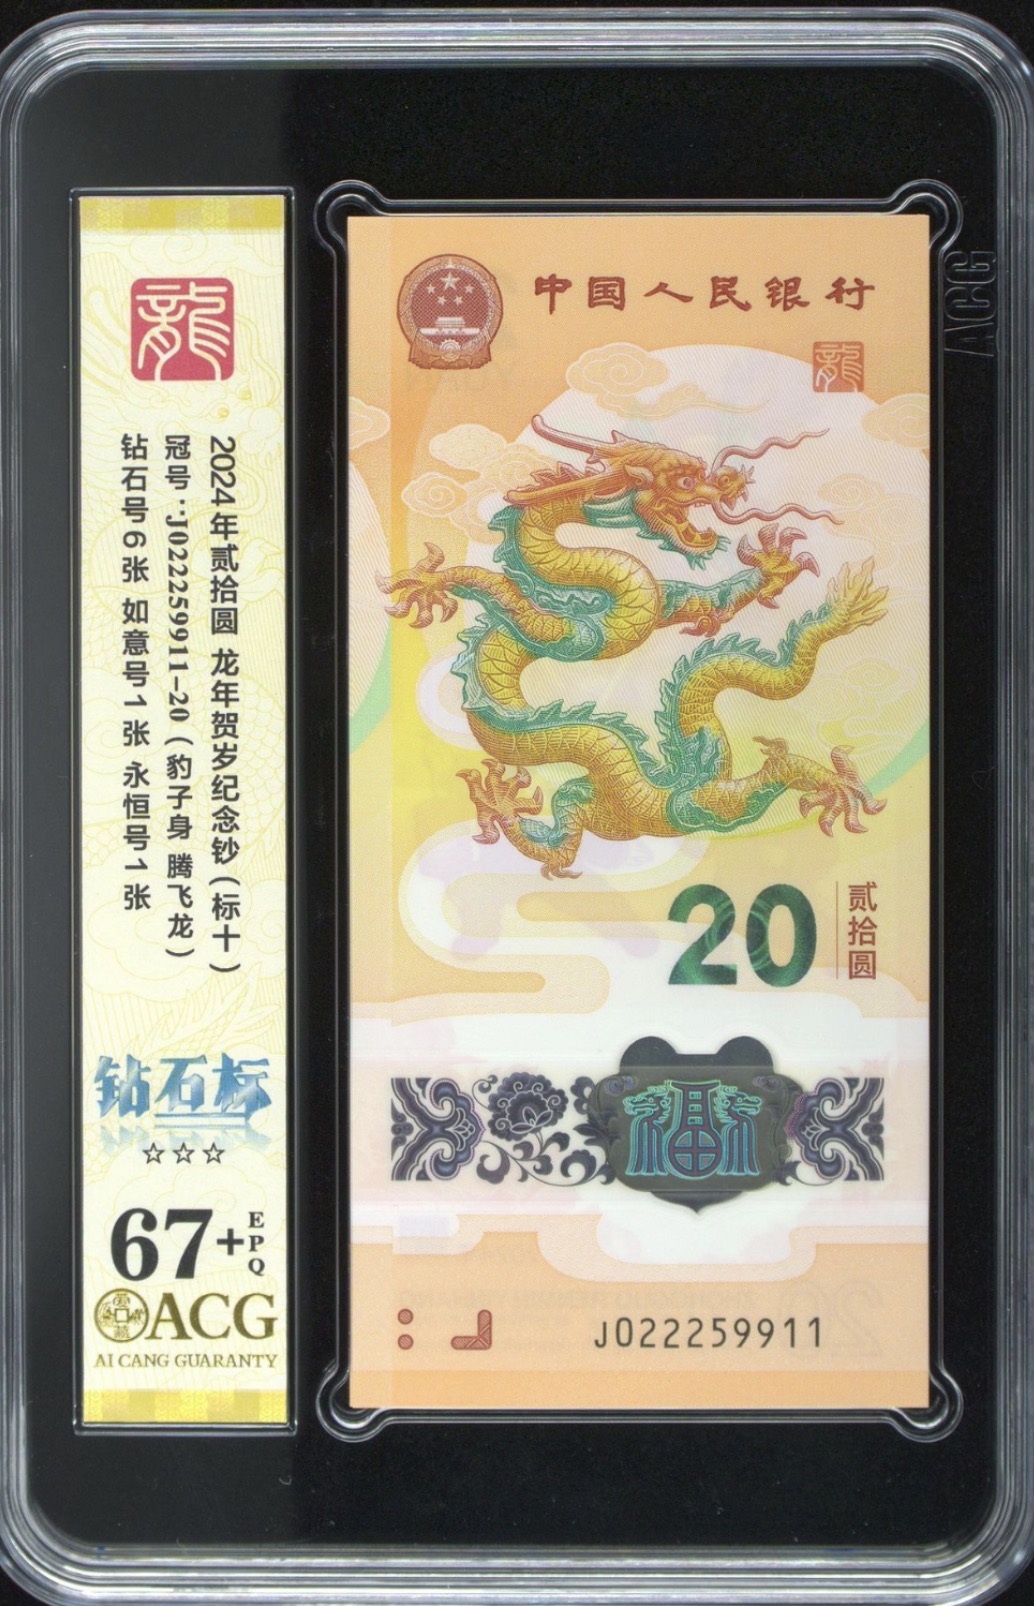 龍
2024年贰拾圆 龙年贺岁纪念钞(标十)
冠号:J022259911-20(豹子身 腾飞龙)
钻石号6张 如意号1张 永恒号1张
钻石标
☆☆☆
67+EPQ
ACG
AI CANG GUARANTY
中国人民银行
龍
20
贰拾圆
福
J022259911
ACG